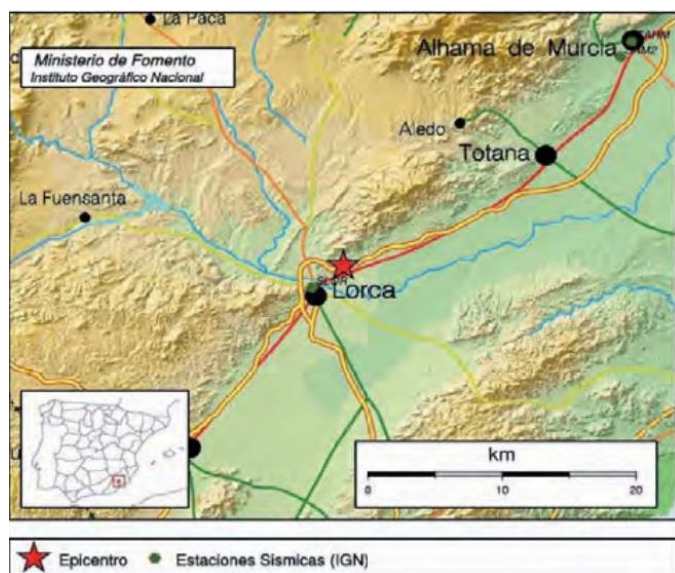 La Paca
Ministerio de Fomento
Instituto Geográfico Nacional
Alhama de Murcia
Aledo
Totana
La Fuensanta
Lorca
km
0 10 20
Epicentro
Estaciones Sísmicas (IGN)